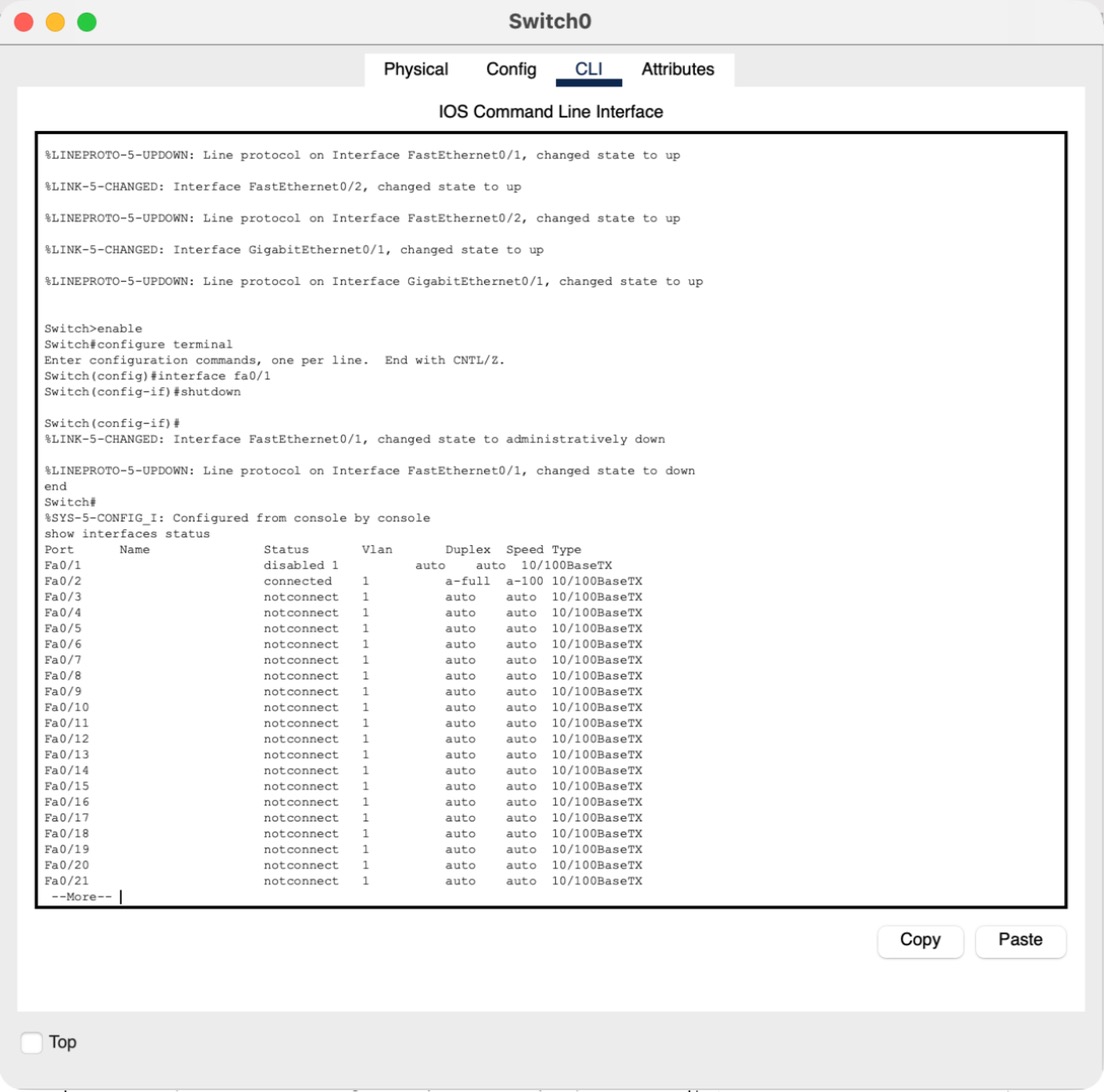 Switch0
Physical Config CLI Attributes
IOS Command Line Interface
%LINEPROTO-5-UPDOWN: Line protocol on Interface FastEthernet0/1, changed state to up
%LINK-5-CHANGED: Interface FastEthernet0/2, changed state to up
%LINEPROTO-5-UPDOWN: Line protocol on Interface FastEthernet0/2, changed state to up
%LINK-5-CHANGED: Interface GigabitEthernet0/1, changed state to up
%LINEPROTO-5-UPDOWN: Line protocol on Interface GigabitEthernet0/1, changed state to up
Switch>enable
Switch#configure terminal
Enter configuration commands, one per line.  End with CNTL/Z.
Switch(config)#interface fa0/1
Switch(config-if)#shutdown
Switch(config-if)#
%LINK-5-CHANGED: Interface FastEthernet0/1, changed state to administratively down
%LINEPROTO-5-UPDOWN: Line protocol on Interface FastEthernet0/1, changed state to down
end
Switch#
%SYS-5-CONFIG_I: Configured from console by console
show interfaces status
Port      Name               Status       Vlan       Duplex  Speed Type
Fa0/1                        disabled 1          auto    auto  10/100BaseTX
Fa0/2                        connected    1          a-full  a-100 10/100BaseTX
Fa0/3                        notconnect   1          auto    auto  10/100BaseTX
Fa0/4                        notconnect   1          auto    auto  10/100BaseTX
Fa0/5                        notconnect   1          auto    auto  10/100BaseTX
Fa0/6                        notconnect   1          auto    auto  10/100BaseTX
Fa0/7                        notconnect   1          auto    auto  10/100BaseTX
Fa0/8                        notconnect   1          auto    auto  10/100BaseTX
Fa0/9                        notconnect   1          auto    auto  10/100BaseTX
Fa0/10                       notconnect   1          auto    auto  10/100BaseTX
Fa0/11                       notconnect   1          auto    auto  10/100BaseTX
Fa0/12                       notconnect   1          auto    auto  10/100BaseTX
Fa0/13                       notconnect   1          auto    auto  10/100BaseTX
Fa0/14                       notconnect   1          auto    auto  10/100BaseTX
Fa0/15                       notconnect   1          auto    auto  10/100BaseTX
Fa0/16                       notconnect   1          auto    auto  10/100BaseTX
Fa0/17                       notconnect   1          auto    auto  10/100BaseTX
Fa0/18                       notconnect   1          auto    auto  10/100BaseTX
Fa0/19                       notconnect   1          auto    auto  10/100BaseTX
Fa0/20                       notconnect   1          auto    auto  10/100BaseTX
Fa0/21                       notconnect   1          auto    auto  10/100BaseTX
--More--
Copy Paste
Top